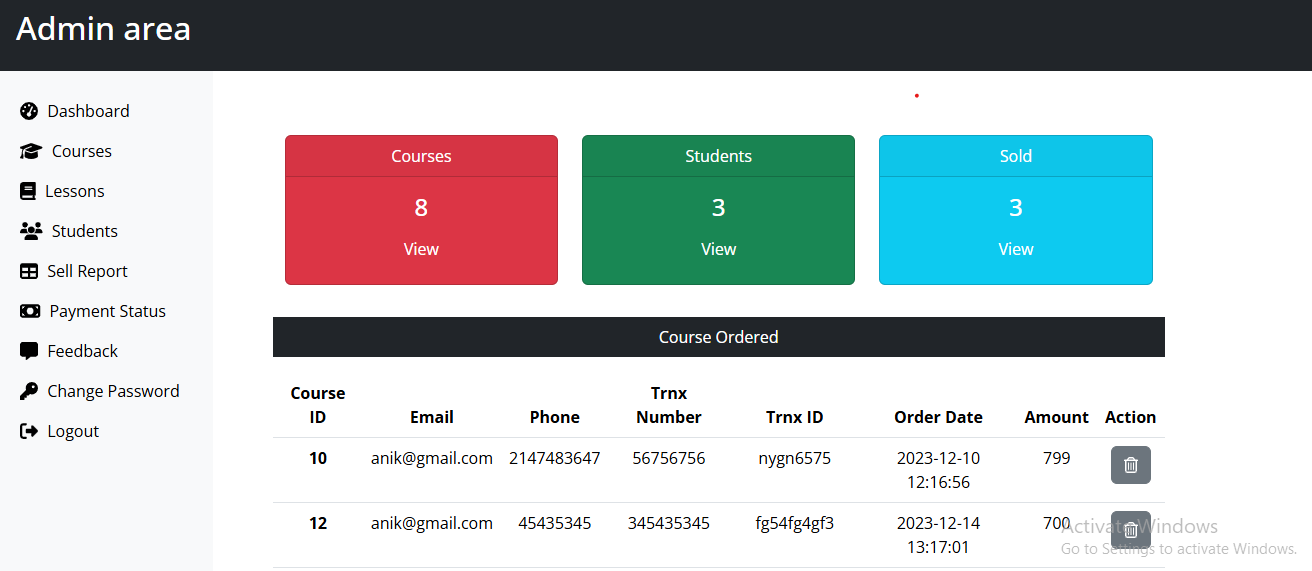 Admin area
Dashboard
Courses
Lessons
Students
Sell Report
Payment Status
Feedback
Change Password
Logout
Courses
8
View
Students
3
View
Sold
3
View
Course Ordered
Course ID Email Phone Trnx Number Trnx ID Order Date Amount Action
10 anik@gmail.com 2147483647 56756756 nygn6575 2023-12-10 12:16:56 799
12 anik@gmail.com 45435345 345435345 fg54fg4gf3 2023-12-14 13:17:01 700
Activate Windows
Go to Settings to activate Windows.